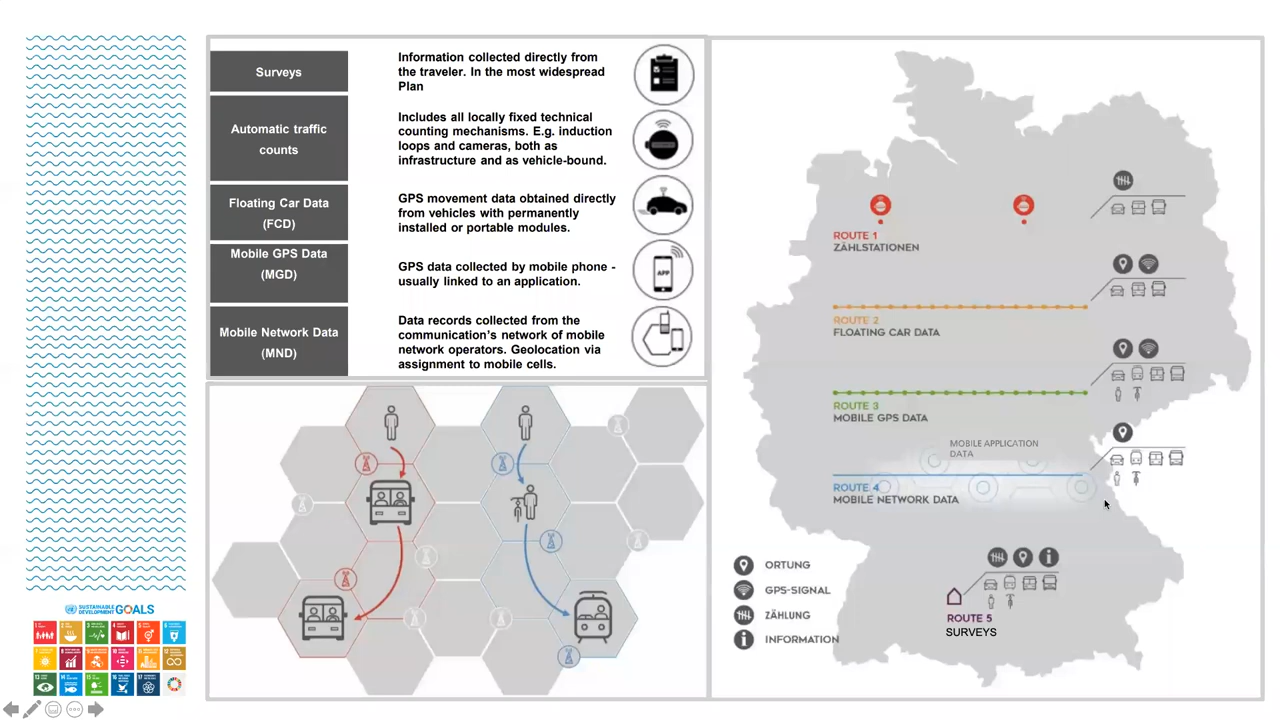 Surveys
Information collected directly from
the traveler. In the most widespread
Plan
Automatic traffic
counts
Includes all locally fixed technical
counting mechanisms. E.g. induction
loops and cameras, both as
infrastructure and as vehicle-bound.
Floating Car Data
(FCD)
GPS movement data obtained directly
from vehicles with permanently
installed or portable modules.
Mobile GPS Data
(MGD)
GPS data collected by mobile phone -
usually linked to an application.
APP
Mobile Network Data
(MND)
Data records collected from the
communication's network of mobile
network operators. Geolocation via
assignment to mobile cells.
ROUTE 1
ZÄHLSTATIONEN
ROUTE 2
FLOATING CAR DATA
ROUTE 3
MOBILE GPS DATA
MOBILE APPLICATION
DATA
ROUTE 4
MOBILE NETWORK DATA
ORTUNG
GPS-SIGNAL
ZÄHLUNG
INFORMATION
ROUTE 5
SURVEYS
SUSTAINABLE
DEVELOPMENT
GOALS